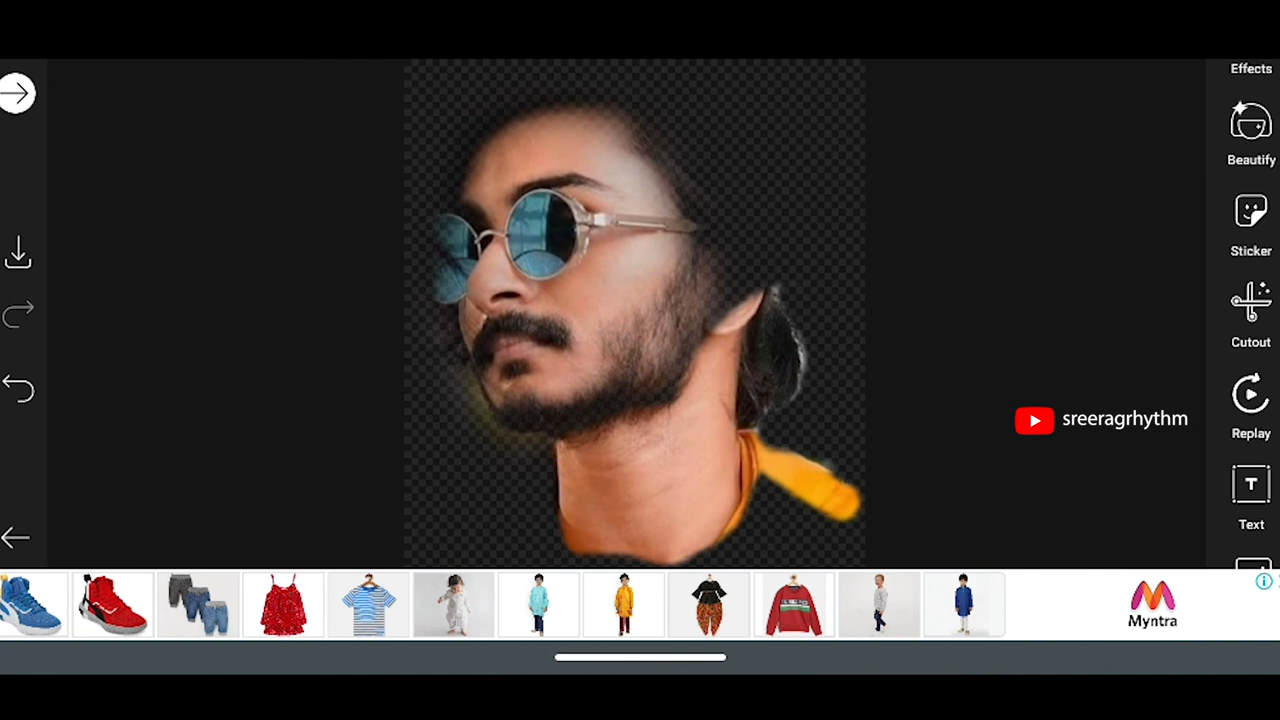 Effects
Beautify
Sticker
Cutout
sreeragrhythm
Replay
T
Text
Myntra